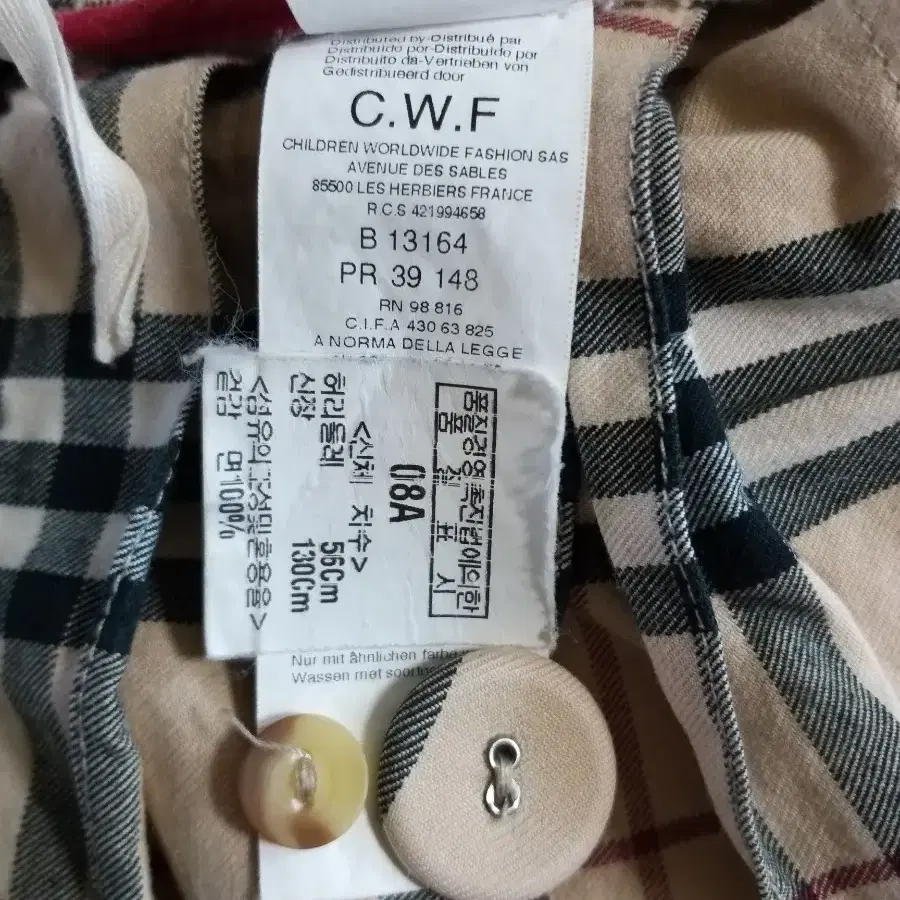 Distributed by-Distribué par
Distribuido por-Distribuído por
Distribuito da-Vertrieben von
Gedistribueerd door
C.W.F
CHILDREN WORLDWIDE FASHION SAS
AVENUE DES SABLES
85500 LES HERBIERS FRANCE
R.C.S 421994658
B 13164
PR 39 148
RN 98 816
C.I.F.A 430 63 825
A NORMA DELLA LEGGE
품질경영촉진법에의한
품질표시
08A
<신체 치수>
허리둘레 56Cm
신장 130Cm
<섬유의조성및혼용율>
겉감 면100%
Nur mit ähnlichen farbe
Wassen met soort